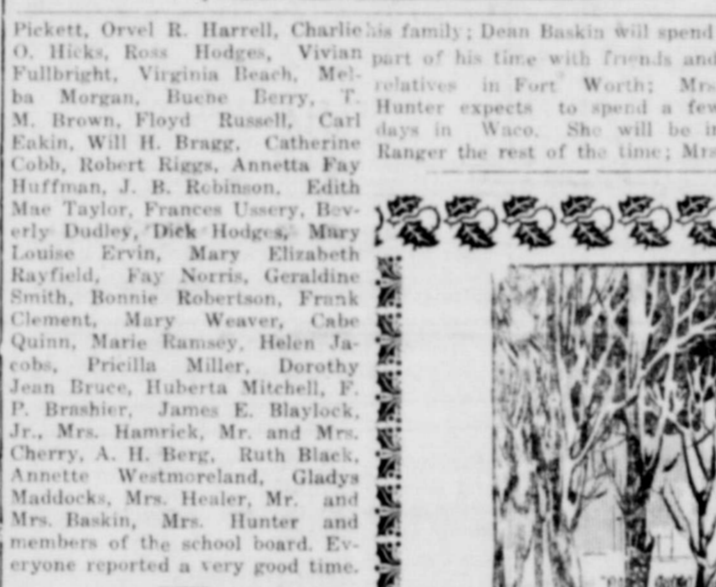 Pickett, Orvel R. Harrell, Charlie
O. Hicks, Ross Hodges, Vivian
Fullbright, Virginia Beach, Mel-
ba Morgan, Buene Berry, T.
M. Brown, Floyd Russell, Carl
Eakin, Will H. Bragg, Catherine
Cobb, Robert Riggs, Annetta Fay
Huffman, J. B. Robinson, Edith
Mae Taylor, Frances Ussery, Bev-
erly Dudley, Dick Hodges, Mary
Louise Ervin, Mary Elizabeth
Rayfield, Fay Norris, Geraldine
Smith, Bonnie Robertson, Frank
Clement, Mary Weaver, Cabe
Quinn, Marie Ramsey, Helen Ja-
cobs, Pricilla Miller, Dorothy
Jean Bruce, Huberta Mitchell, F.
P. Brashier, James E. Blaylock,
Jr., Mrs. Hamrick, Mr. and Mrs.
Cherry, A. H. Berg, Ruth Black,
Annette Westmoreland, Gladys
Maddocks, Mrs. Healer, Mr. and
Mrs. Baskin, Mrs. Hunter and
members of the school board. Ev-
eryone reported a very good time.
his family; Dean Baskin will spend
part of his time with friends and
relatives in Fort Worth; Mrs
Hunter expects to spend a few
days in Waco. She will be i
Ranger the rest of the time; Mrs